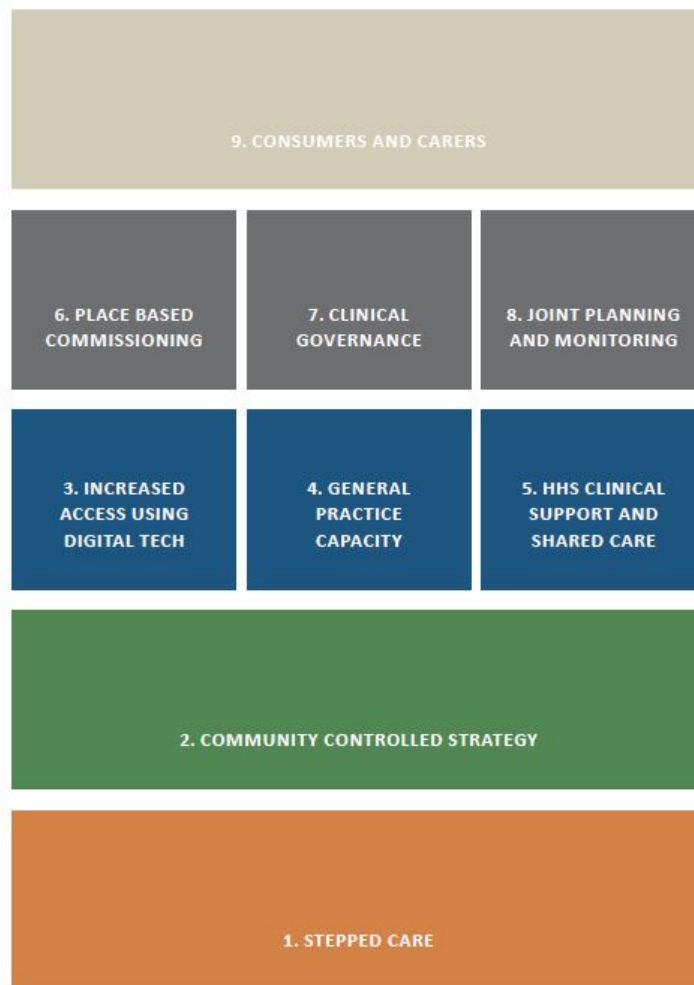 9. CONSUMERS AND CARERS
6. PLACE BASED
COMMISSIONING
7. CLINICAL
GOVERNANCE
8. JOINT PLANNING
AND MONITORING
3. INCREASED
ACCESS USING
DIGITAL TECH
4. GENERAL
PRACTICE
CAPACITY
5. HHS CLINICAL
SUPPORT AND
SHARED CARE
2. COMMUNITY CONTROLLED STRATEGY
1. STEPPED CARE